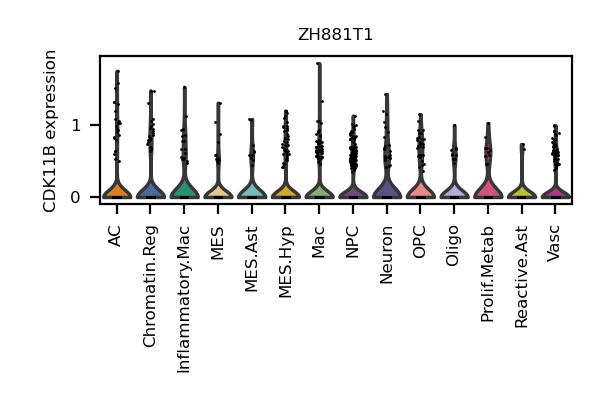 ZH881T1
CDK11B expression
1
0
AC
Chromatin.Reg
Inflammatory.Mac
MES
MES.Ast
MES.Hyp
Mac
NPC
Neuron
OPC
Oligo
Prolif.Metab
Reactive.Ast
Vasc